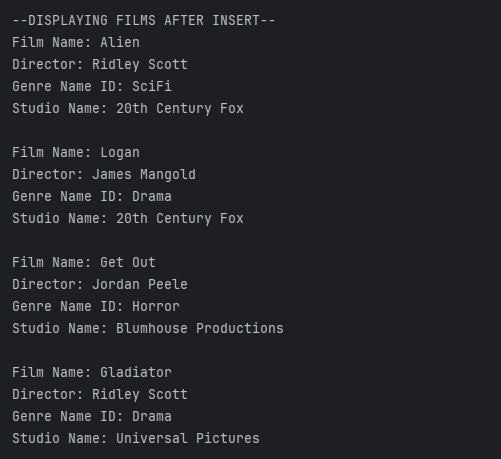 --DISPLAYING FILMS AFTER INSERT--
Film Name: Alien
Director: Ridley Scott
Genre Name ID: SciFi
Studio Name: 20th Century Fox
Film Name: Logan
Director: James Mangold
Genre Name ID: Drama
Studio Name: 20th Century Fox
Film Name: Get Out
Director: Jordan Peele
Genre Name ID: Horror
Studio Name: Blumhouse Productions
Film Name: Gladiator
Director: Ridley Scott
Genre Name ID: Drama
Studio Name: Universal Pictures